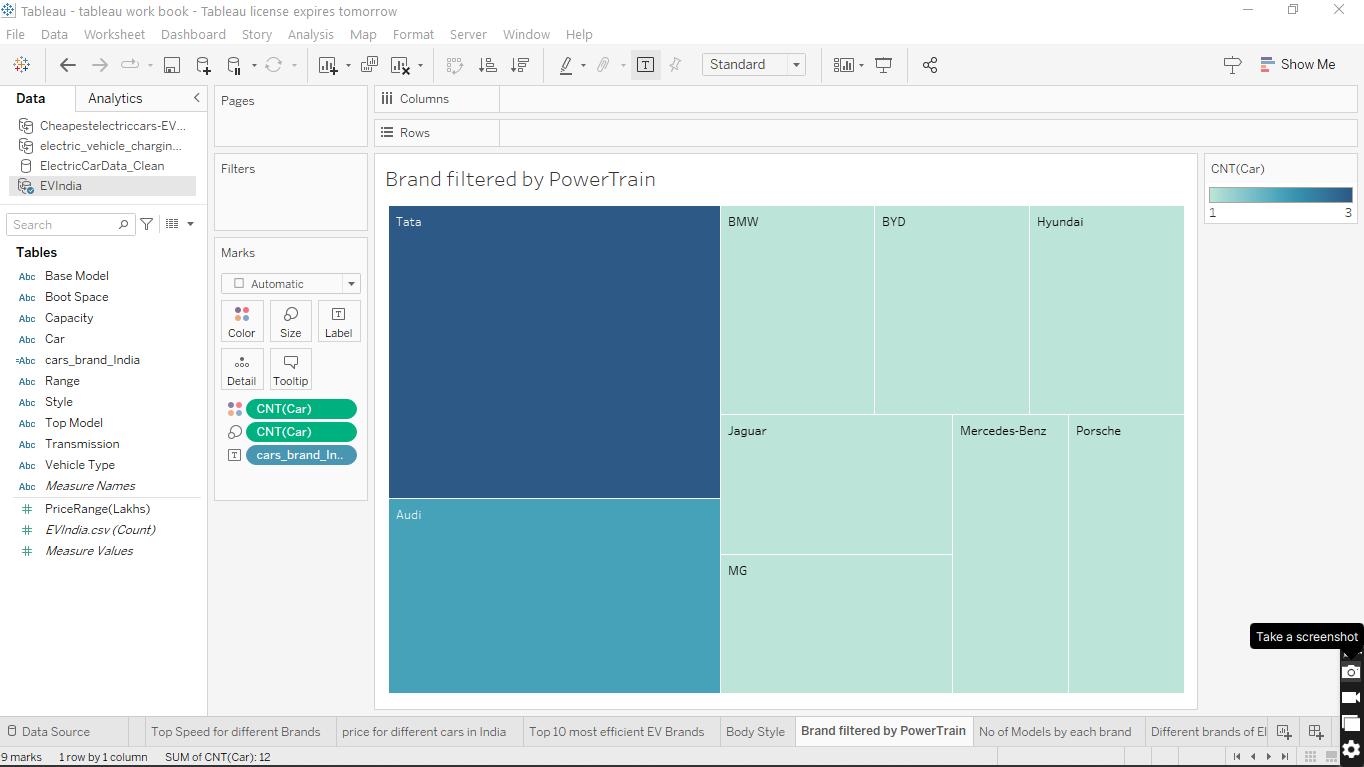 Tableau - tableau work book - Tableau license expires tomorrow
File Data Worksheet Dashboard Story Analysis Map Format Server Window Help
Standard
Show Me
Data Analytics
Cheapestelectriccars-EV...
electric_vehicle_chargin...
ElectricCarData_Clean
EVIndia
Search
Tables
Abc Base Model
Abc Boot Space
Abc Capacity
Abc Car
=Abc cars_brand_India
Abc Range
Abc Style
Abc Top Model
Abc Transmission
Abc Vehicle Type
Abc Measure Names
# PriceRange(Lakhs)
# EVIndia.csv (Count)
# Measure Values
Pages
Filters
Marks
Automatic
Color Size Label
Detail Tooltip
CNT(Car)
CNT(Car)
cars_brand_In..
Columns
Rows
Brand filtered by PowerTrain
Tata
BMW
BYD
Hyundai
Audi
Jaguar
Mercedes-Benz
Porsche
MG
CNT(Car)
1 3
Take a screenshot
Data Source Top Speed for different Brands price for different cars in India Top 10 most efficient EV Brands Body Style Brand filtered by PowerTrain No of Models by each brand Different brands of El
9 marks 1 row by 1 column SUM of CNT(Car): 12